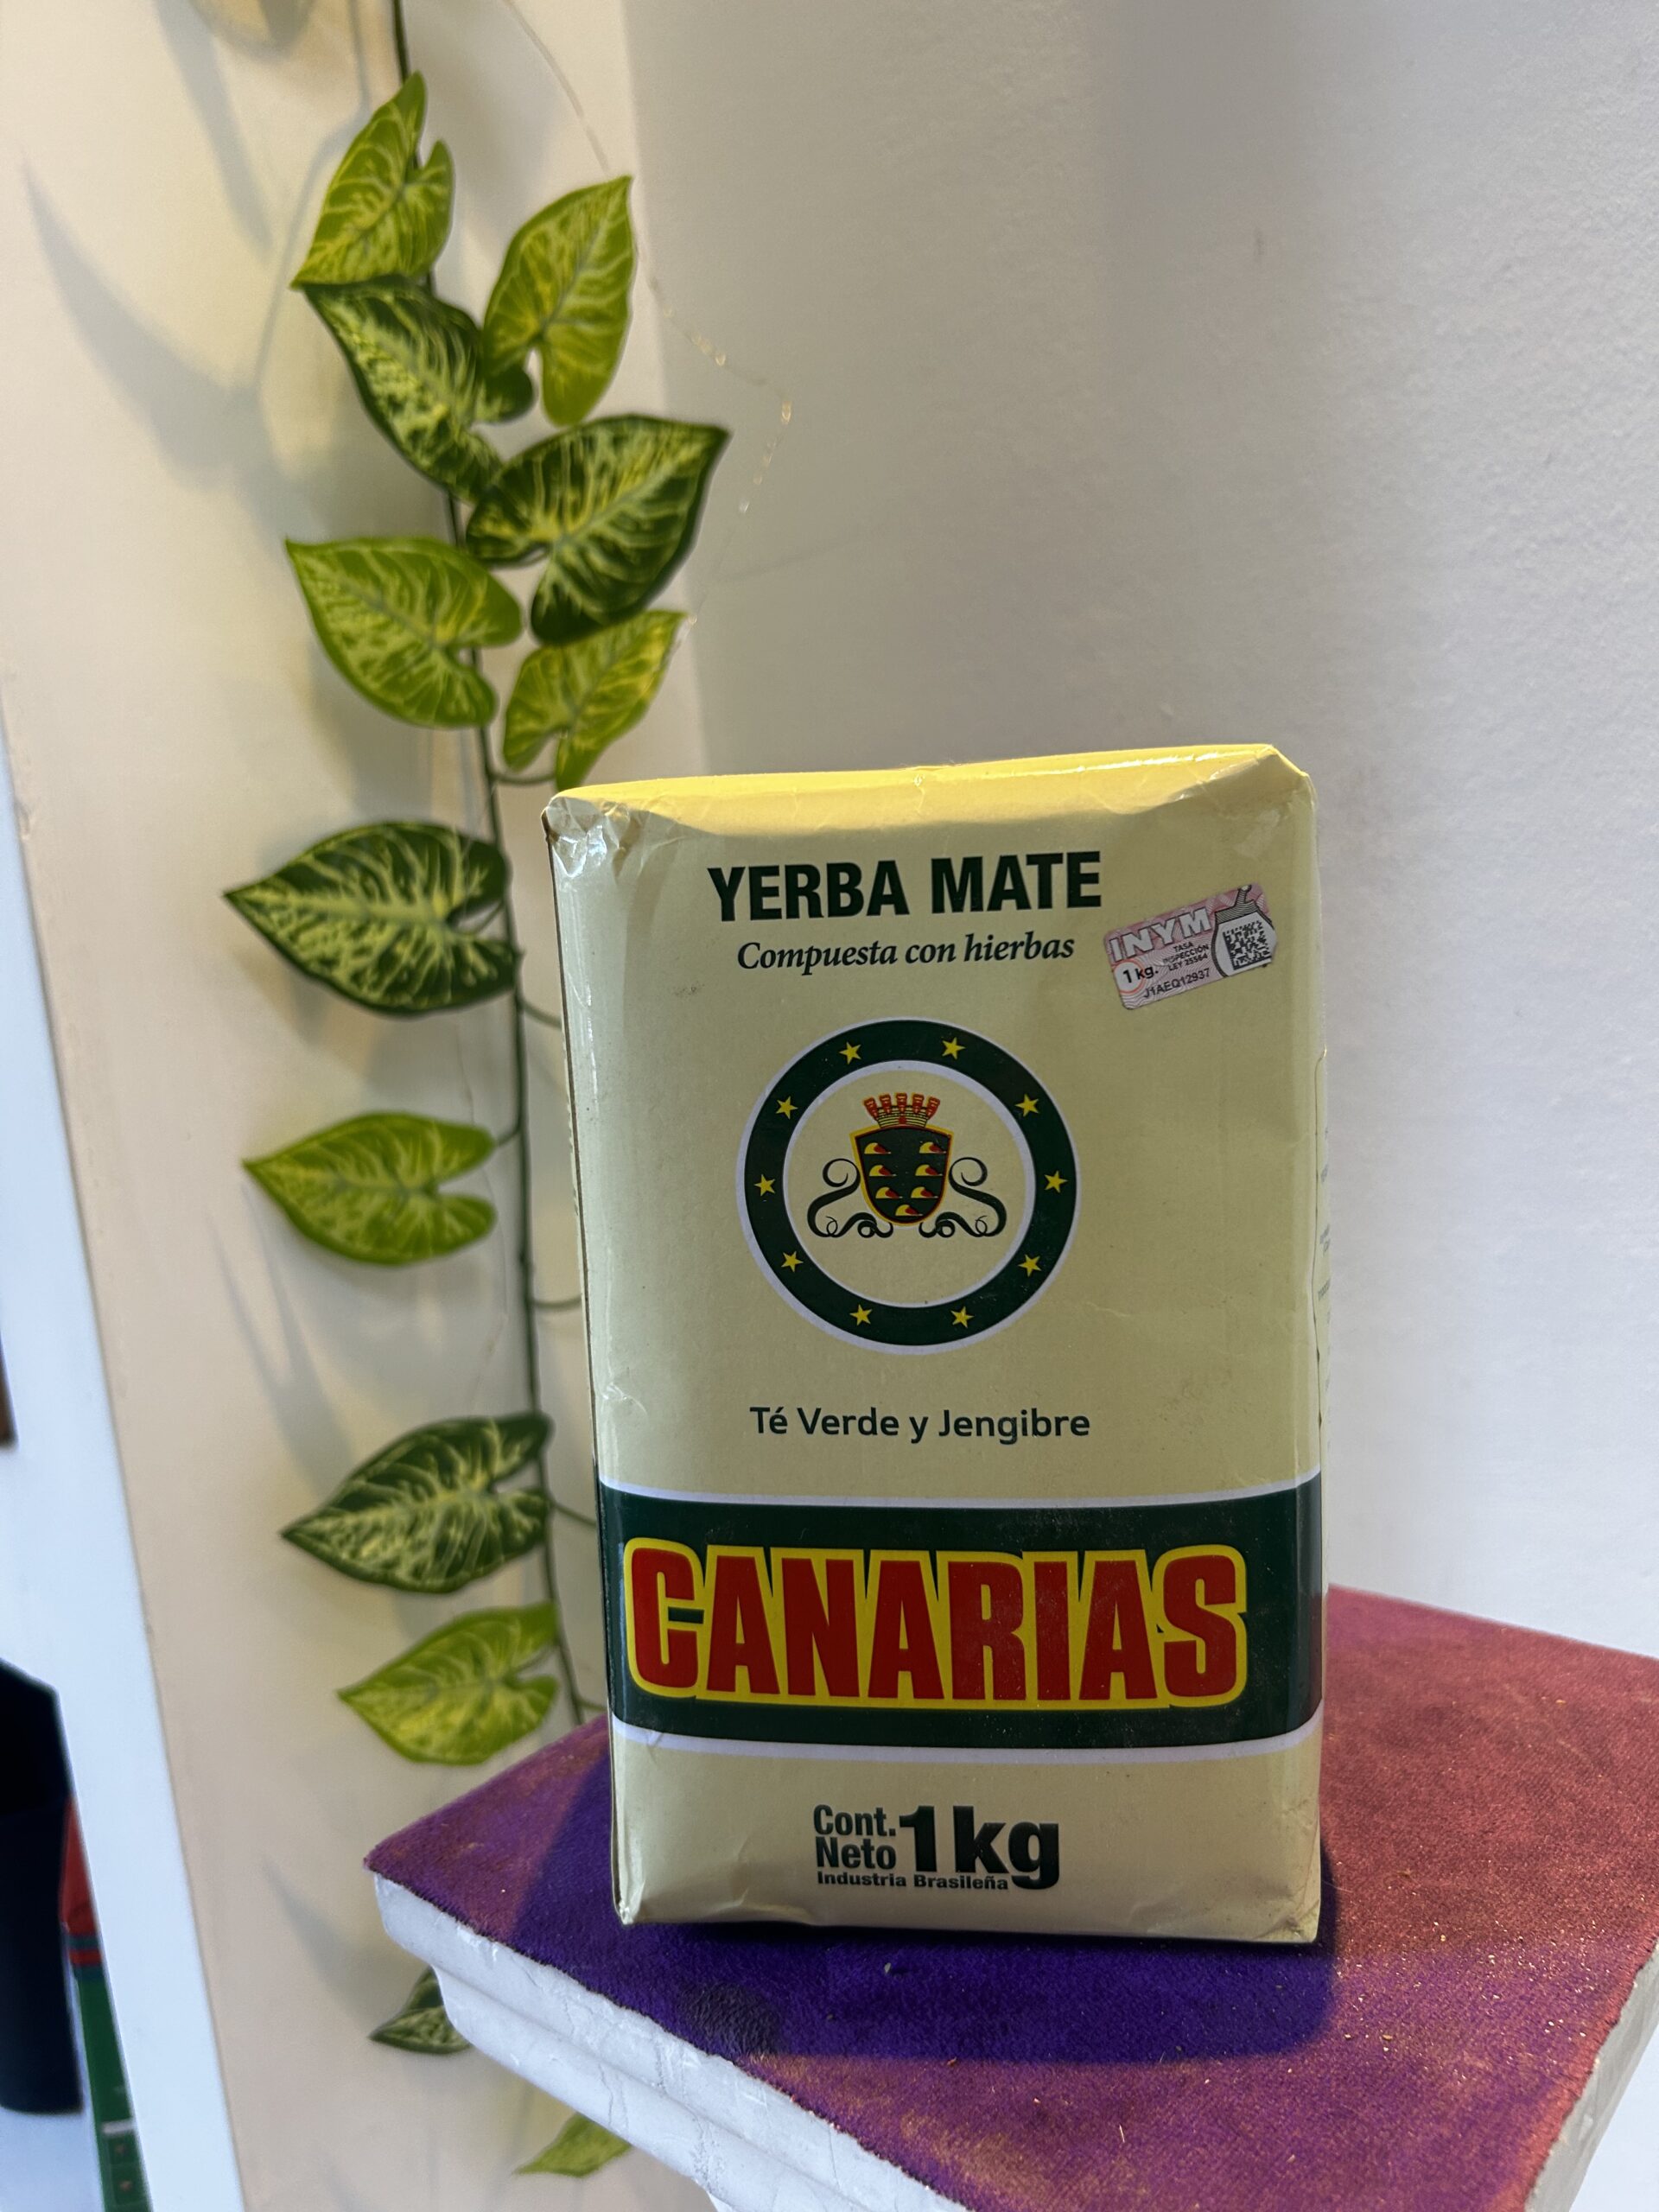 YERBA MATE
Compuesta con hierbas
INYM
TASA
INSPECCIÓN
LEY 25564
1 kg.
J1AEQ12937
Té Verde y Jengibre
CANARIAS
Cont.
Neto 1kg
Industria Brasileña